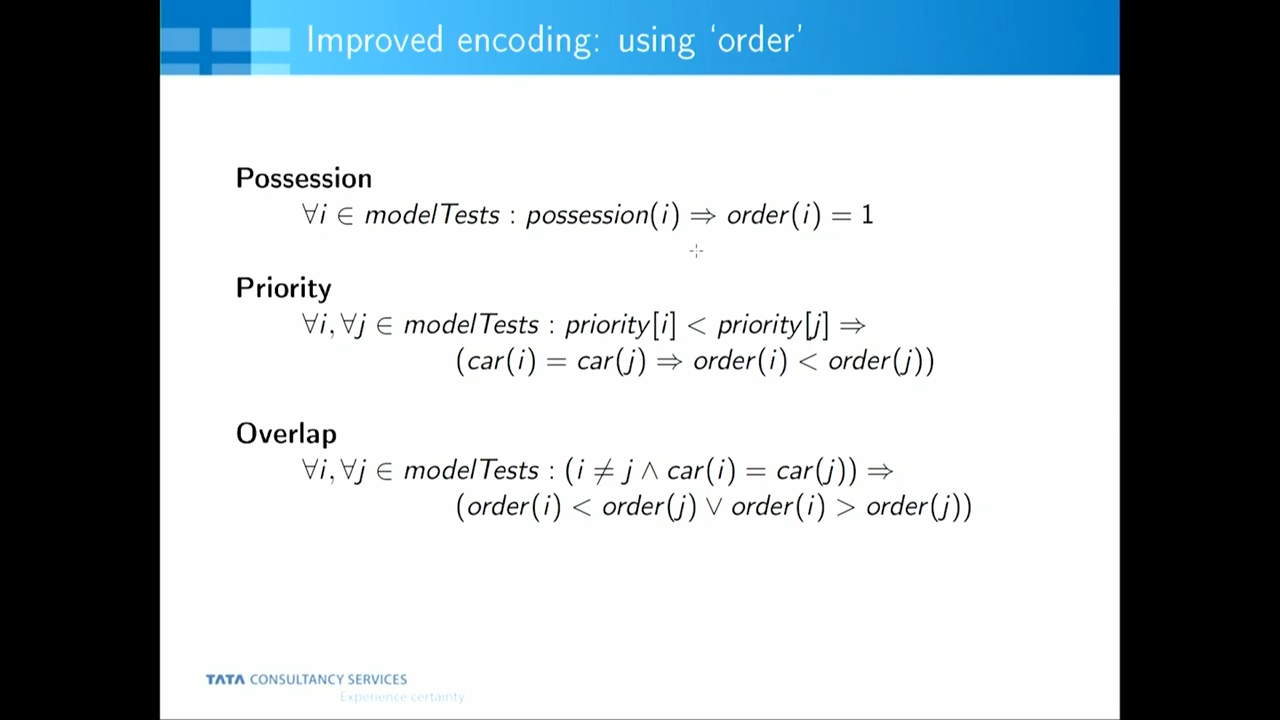 Improved encoding: using ‘order’
Possession
∀i ∈ modelTests : possession(i) ⇒ order(i) = 1
Priority
∀i, ∀j ∈ modelTests : priority[i] < priority[j] ⇒
(car(i) = car(j) ⇒ order(i) < order(j))
Overlap
∀i, ∀j ∈ modelTests : (i ≠ j ∧ car(i) = car(j)) ⇒
(order(i) < order(j) ∨ order(i) > order(j))
TATA CONSULTANCY SERVICES
Experience certainty